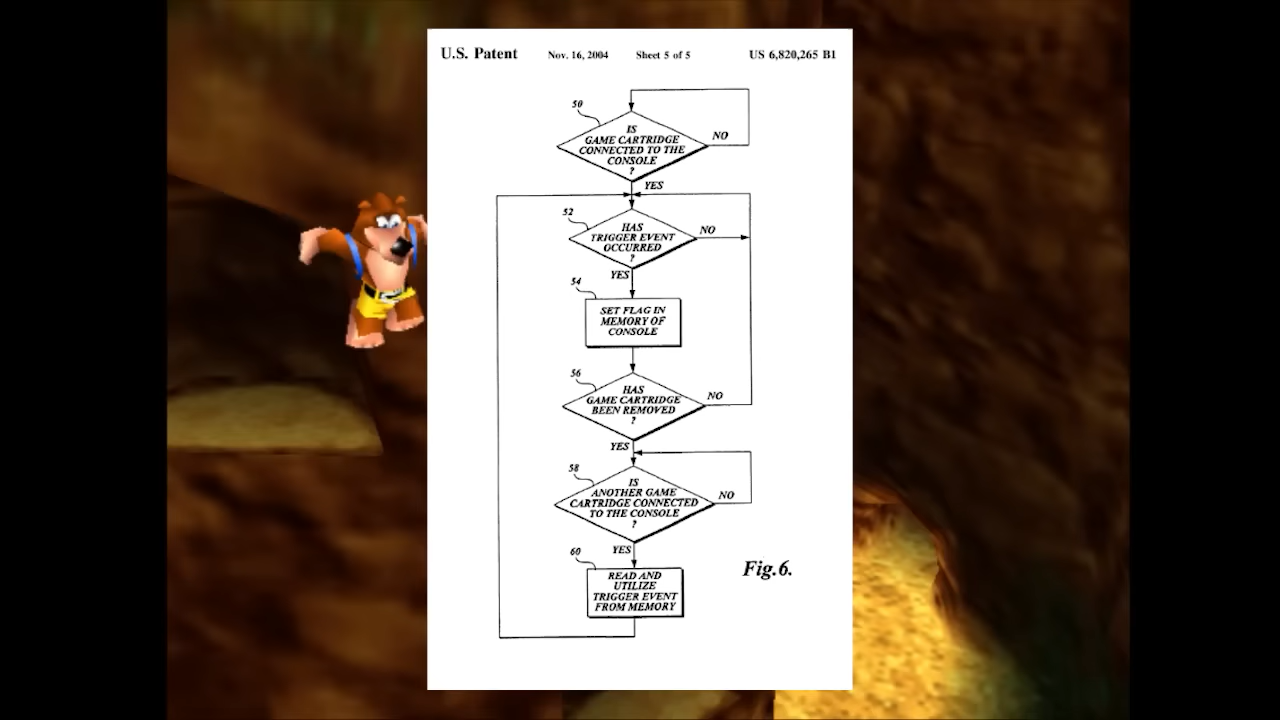 U.S. Patent Nov. 16, 2004 Sheet 5 of 5 US 6,820,265 B1
50
IS
GAME CARTRIDGE
CONNECTED TO THE
CONSOLE
?
NO
YES
52
HAS
TRIGGER EVENT
OCCURRED
?
NO
YES
54
SET FLAG IN
MEMORY OF
CONSOLE
56
HAS
GAME CARTRIDGE
BEEN REMOVED
?
NO
YES
58
IS
ANOTHER GAME
CARTRIDGE CONNECTED
TO THE CONSOLE
?
NO
YES
60
READ AND
UTILIZE
TRIGGER EVENT
FROM MEMORY
Fig.6.